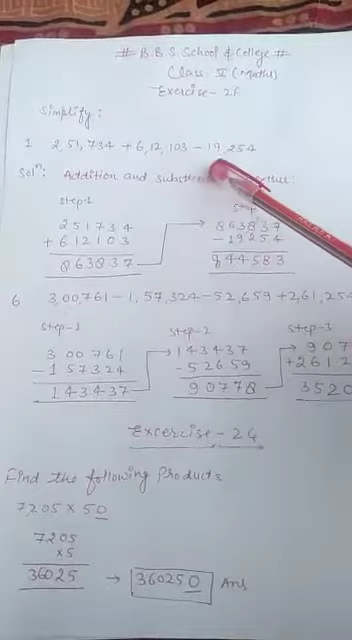 # B.B.S. School & College #
Class-V (Maths)
Exercise-2F
Simplify:
1 2,51,734 + 6,12,103 - 19,254
Solⁿ: Addition and
Step-1
251734
+612103
863837
863837
-19254
844583
6 3,00,761 - 1,57,324 - 52,659 + 2,61,254
Step-1 Step-2 Step-3
300761
-157324
143437
143437
-52659
90778
907
+2612
3520
Excercise-2G
Find the following Products
7205 × 50
7205
×5
36025 → 360250 Ans